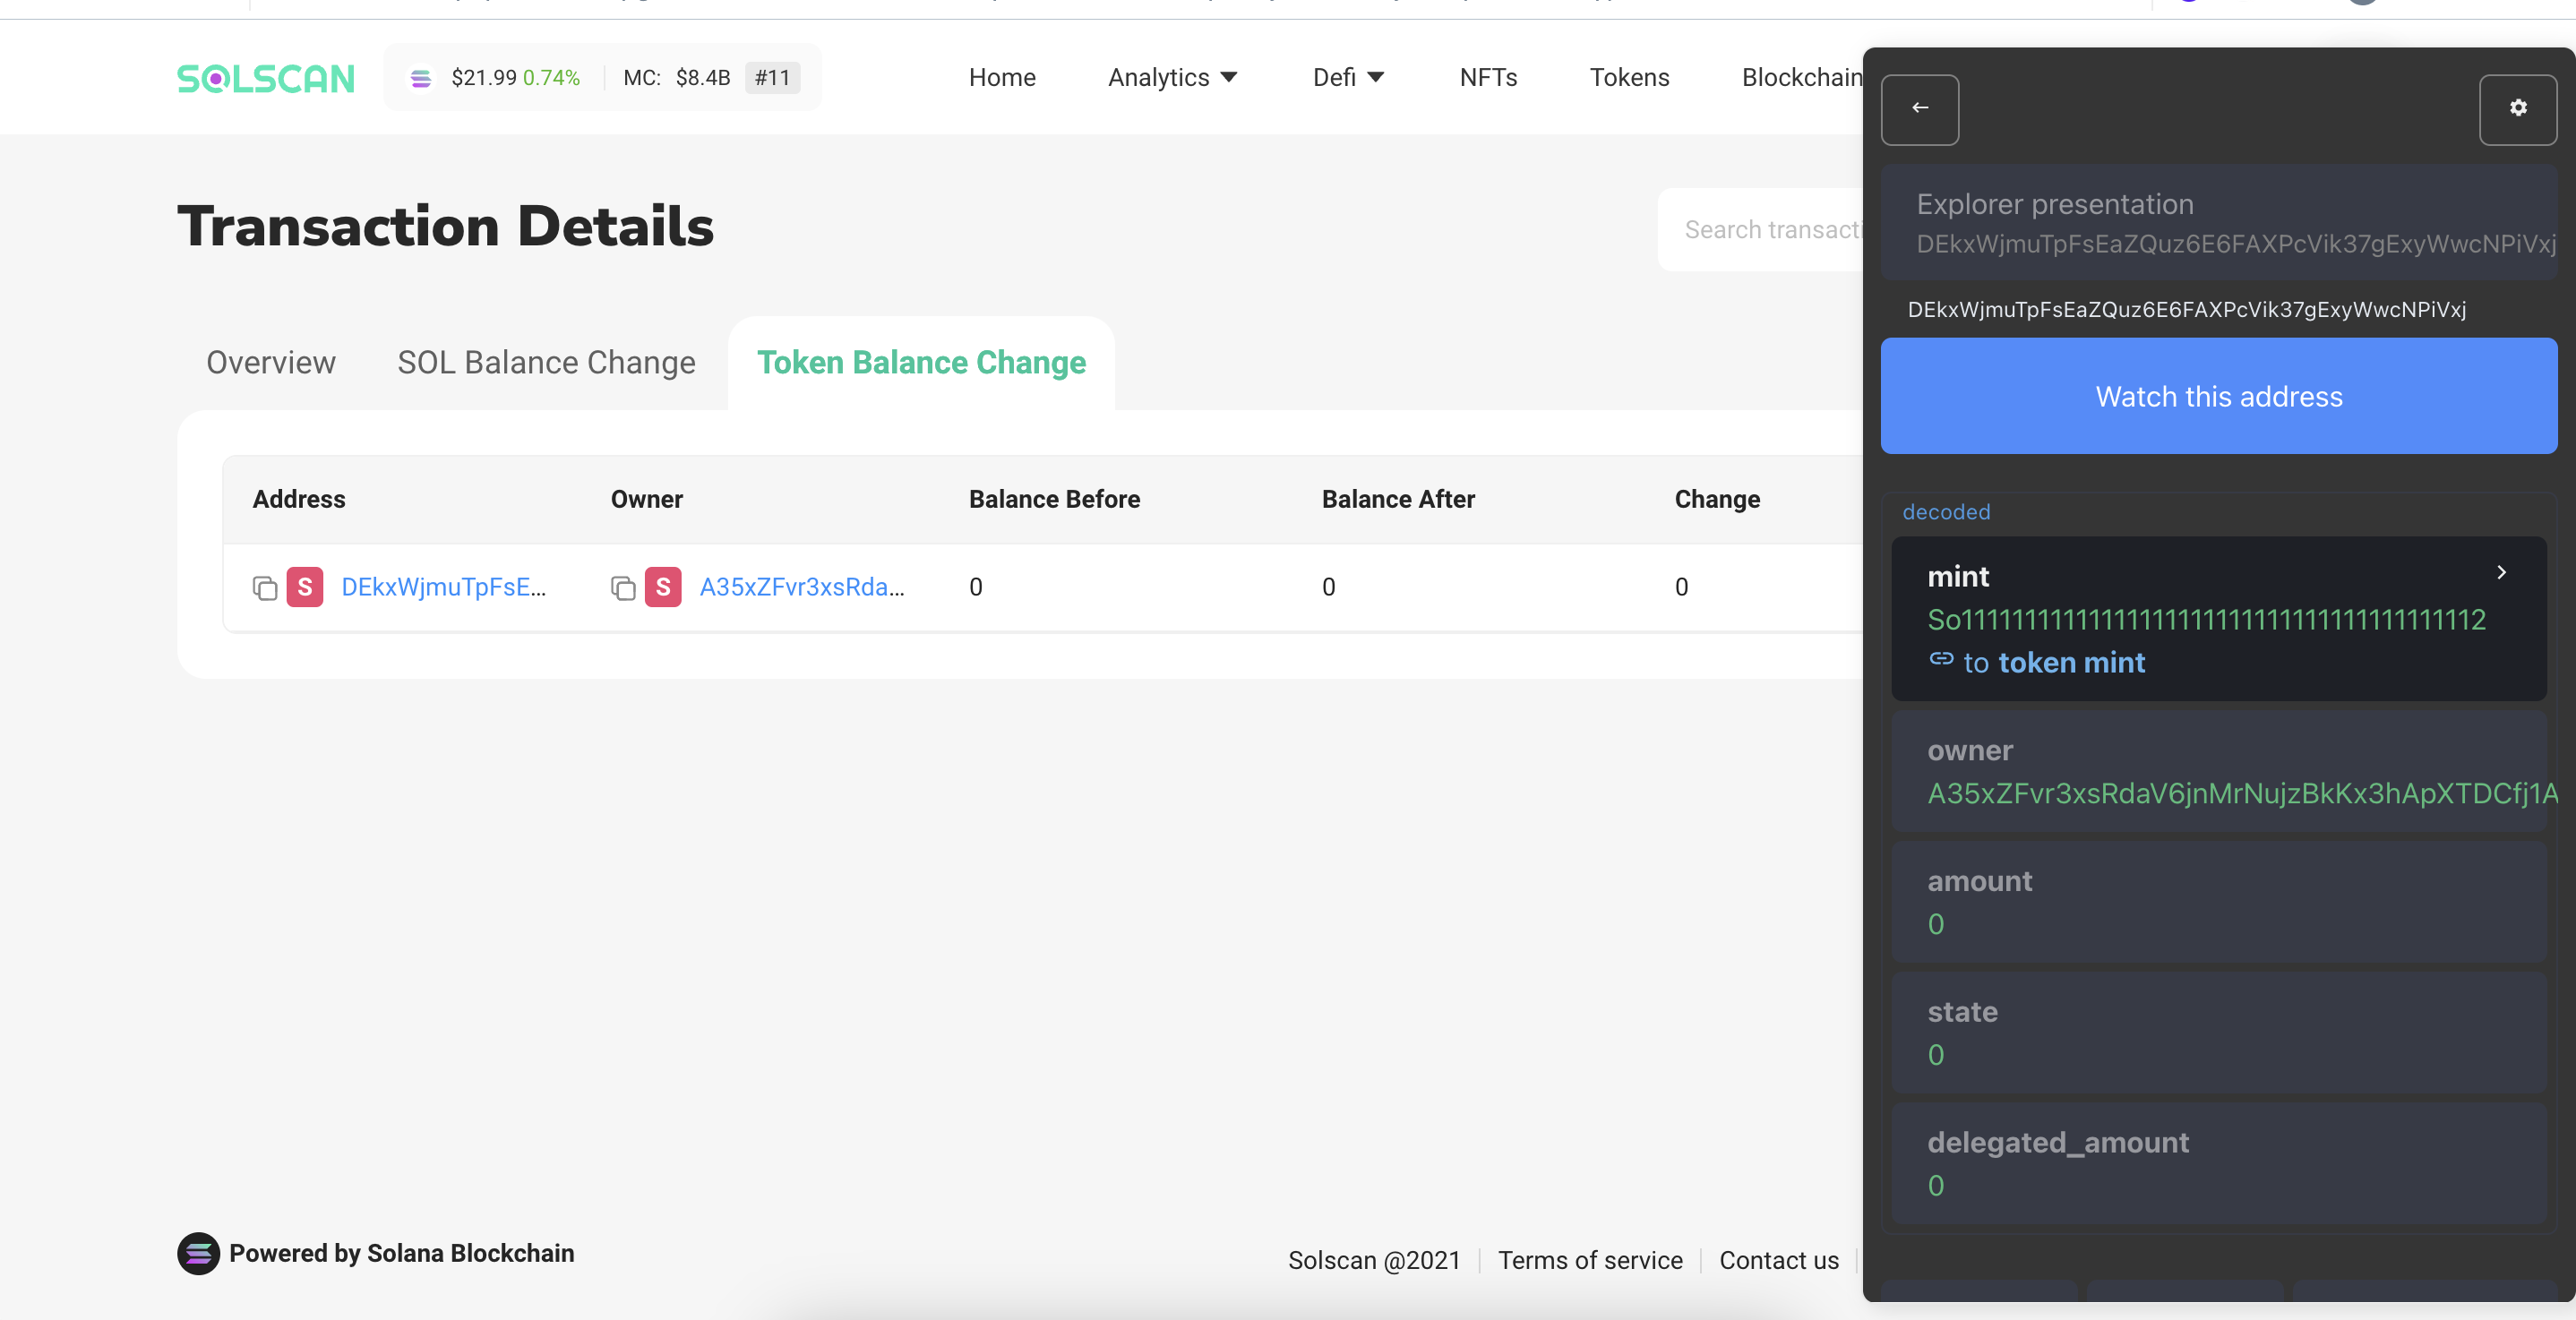 SOLSCAN
$21.99 0.74% MC: $8.4B #11
Home Analytics Defi NFTs Tokens Blockchain
Transaction Details
Search transacti
Overview SOL Balance Change Token Balance Change
Address Owner Balance Before Balance After Change
S DEkxWjmuTpFsE... S A35xZFvr3xsRda... 0 0 0
Powered by Solana Blockchain
Solscan @2021 Terms of service Contact us
Explorer presentation
DEkxWjmuTpFsEaZQuz6E6FAXPcVik37gExyWwcNPiVxj
DEkxWjmuTpFsEaZQuz6E6FAXPcVik37gExyWwcNPiVxj
Watch this address
decoded
mint
So11111111111111111111111111111111111111112
to token mint
owner
A35xZFvr3xsRdaV6jnMrNujzBkKx3hApXTDCfj1A
amount
0
state
0
delegated_amount
0